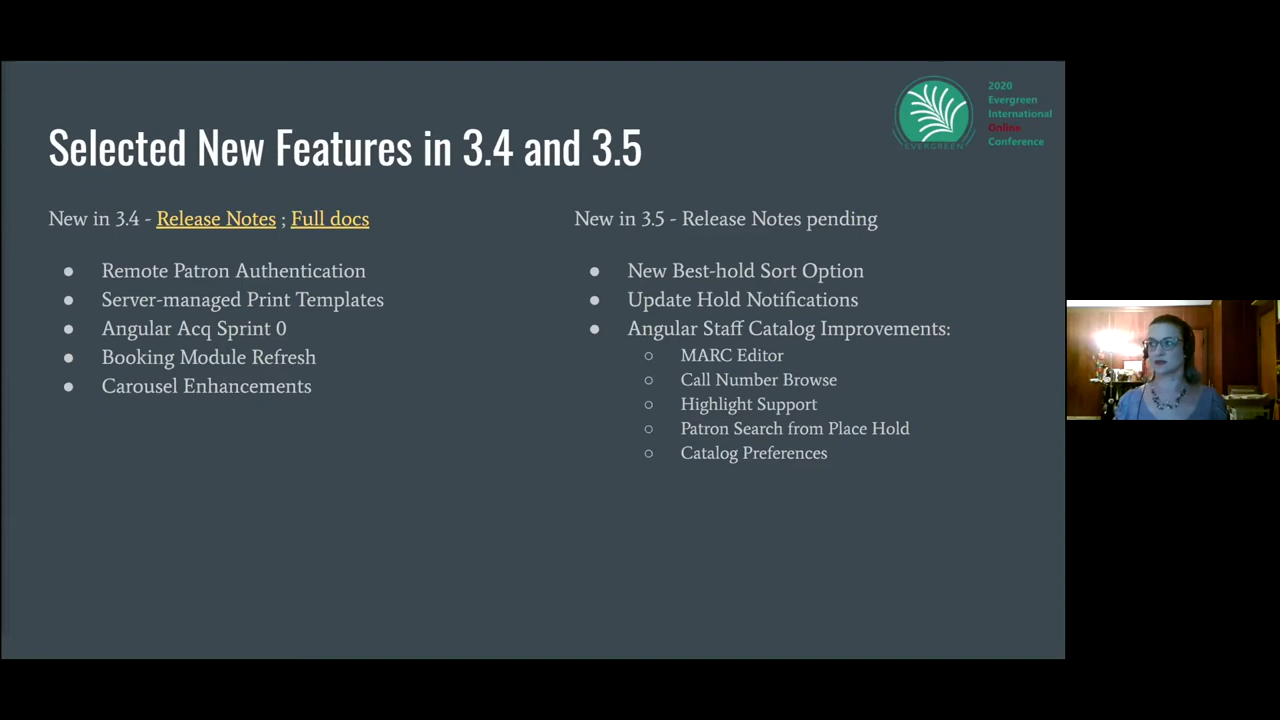 2020
Evergreen
International
Online
Conference
EVERGREEN
Selected New Features in 3.4 and 3.5
New in 3.4 - Release Notes ; Full docs
● Remote Patron Authentication
● Server-managed Print Templates
● Angular Acq Sprint 0
● Booking Module Refresh
● Carousel Enhancements
New in 3.5 - Release Notes pending
● New Best-hold Sort Option
● Update Hold Notifications
● Angular Staff Catalog Improvements:
○ MARC Editor
○ Call Number Browse
○ Highlight Support
○ Patron Search from Place Hold
○ Catalog Preferences